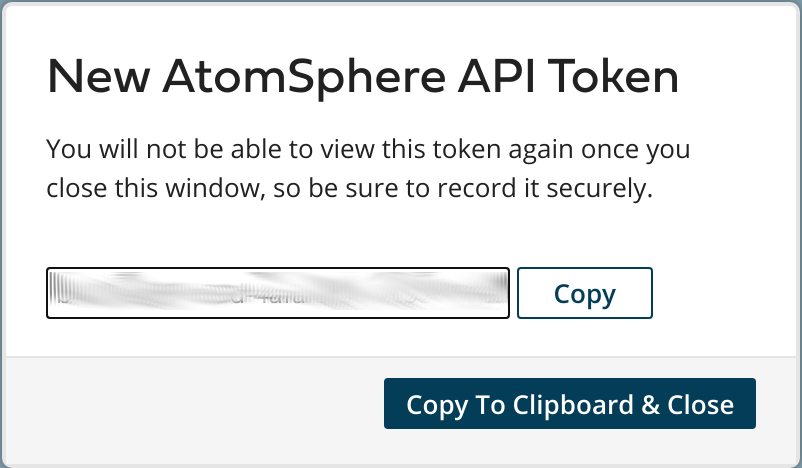 New AtomSphere API Token
You will not be able to view this token again once you
close this window, so be sure to record it securely.
Copy
Copy To Clipboard & Close